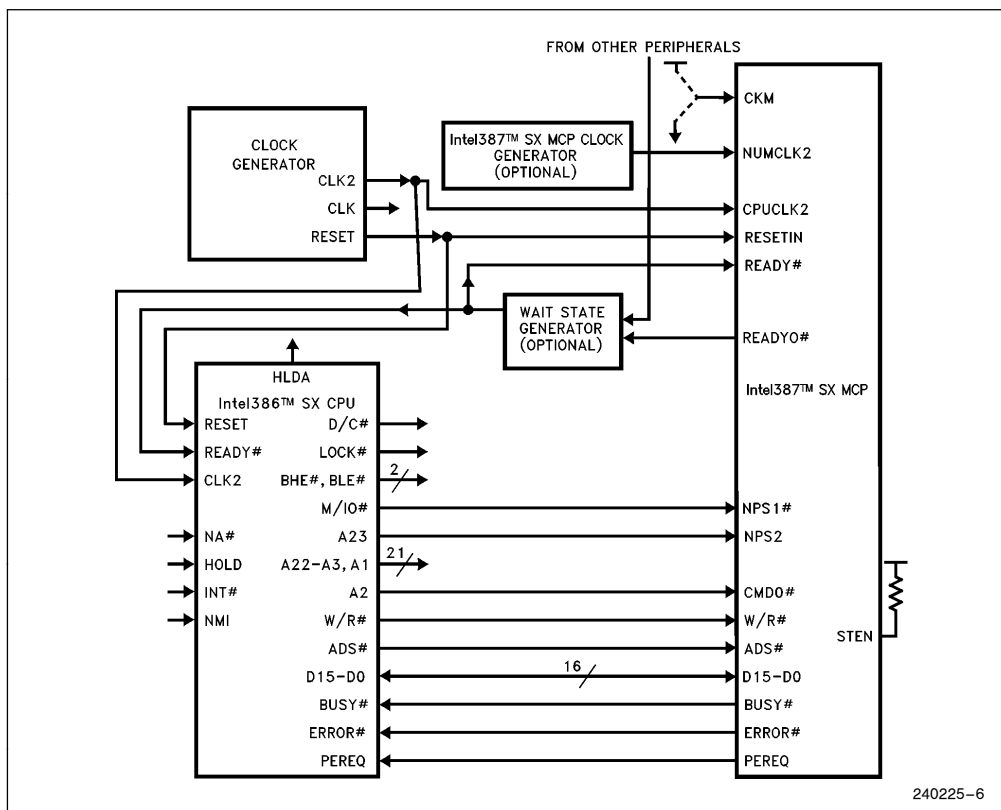 FROM OTHER PERIPHERALS
CKM
CLOCK
GENERATOR
Intel387™ SX MCP CLOCK
GENERATOR
(OPTIONAL)
NUMCLK2
CLK2
CLK
RESET
CPUCLK2
RESETIN
READY#
WAIT STATE
GENERATOR
(OPTIONAL)
READYO#
HLDA
Intel386™ SX CPU
Intel387™ SX MCP
RESET
READY#
CLK2
NA#
HOLD
INT#
NMI
D/C#
LOCK#
BHE#, BLE#
2
M/IO#
A23
A22-A3, A1
21
A2
W/R#
ADS#
D15-D0
16
BUSY#
ERROR#
PEREQ
NPS1#
NPS2
CMD0#
W/R#
STEN
ADS#
D15-D0
BUSY#
ERROR#
PEREQ
240225-6